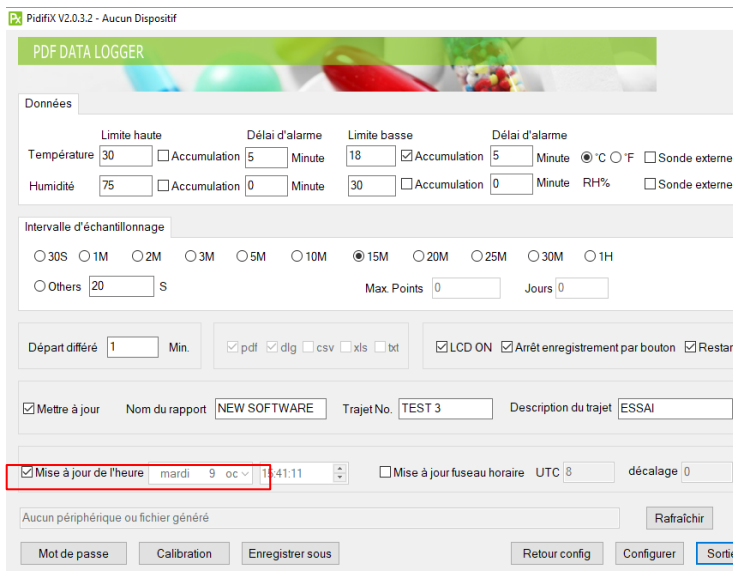 PidifiX V2.0.3.2 - Aucun Dispositif
PDF DATA LOGGER
Données
Limite haute Délai d'alarme Limite basse Délai d'alarme
Température 30 Accumulation 5 Minute 18 Accumulation 5 Minute °C °F Sonde externe
Humidité 75 Accumulation 0 Minute 30 Accumulation 0 Minute RH% Sonde externe
Intervalle d'échantillonnage
30S 1M 2M 3M 5M 10M 15M 20M 25M 30M 1H
Others 20 S Max. Points 0 Jours 0
Départ différé 1 Min. pdf dlg csv xls txt LCD ON Arrêt enregistrement par bouton Restar
Mettre à jour Nom du rapport NEW SOFTWARE Trajet No. TEST 3 Description du trajet ESSAI
Mise à jour de l'heure mardi 9 oc 15:41:11 Mise à jour fuseau horaire UTC 8 décalage 0
Aucun périphérique ou fichier généré Rafraîchir
Mot de passe Calibration Enregistrer sous Retour config Configurer Sortie